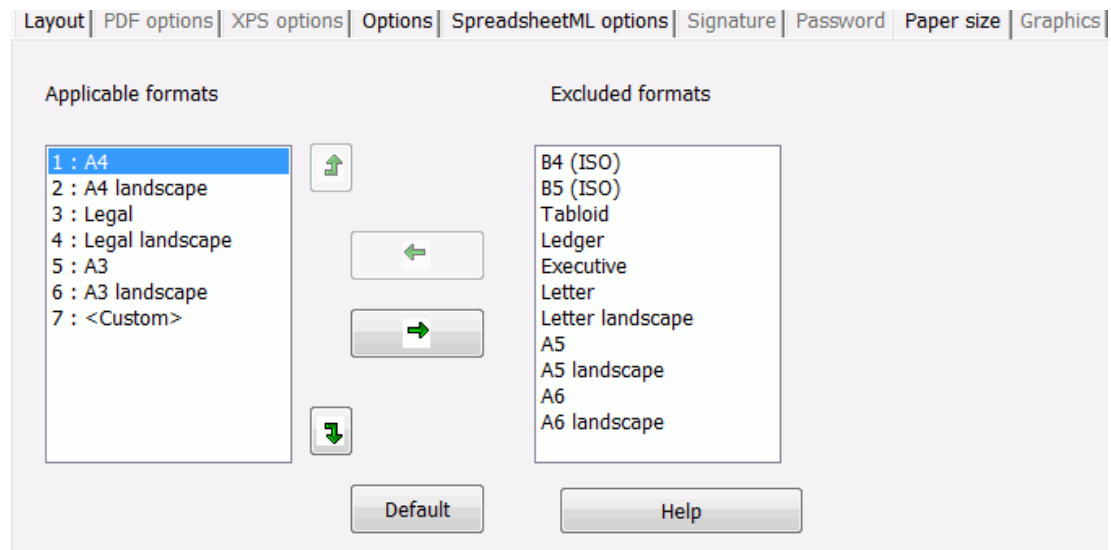 Layout PDF options XPS options Options SpreadsheetML options Signature Password Paper size Graphics
Applicable formats
Excluded formats
1 : A4
2 : A4 landscape
3 : Legal
4 : Legal landscape
5 : A3
6 : A3 landscape
7 : <Custom>
B4 (ISO)
B5 (ISO)
Tabloid
Ledger
Executive
Letter
Letter landscape
A5
A5 landscape
A6
A6 landscape
Default
Help